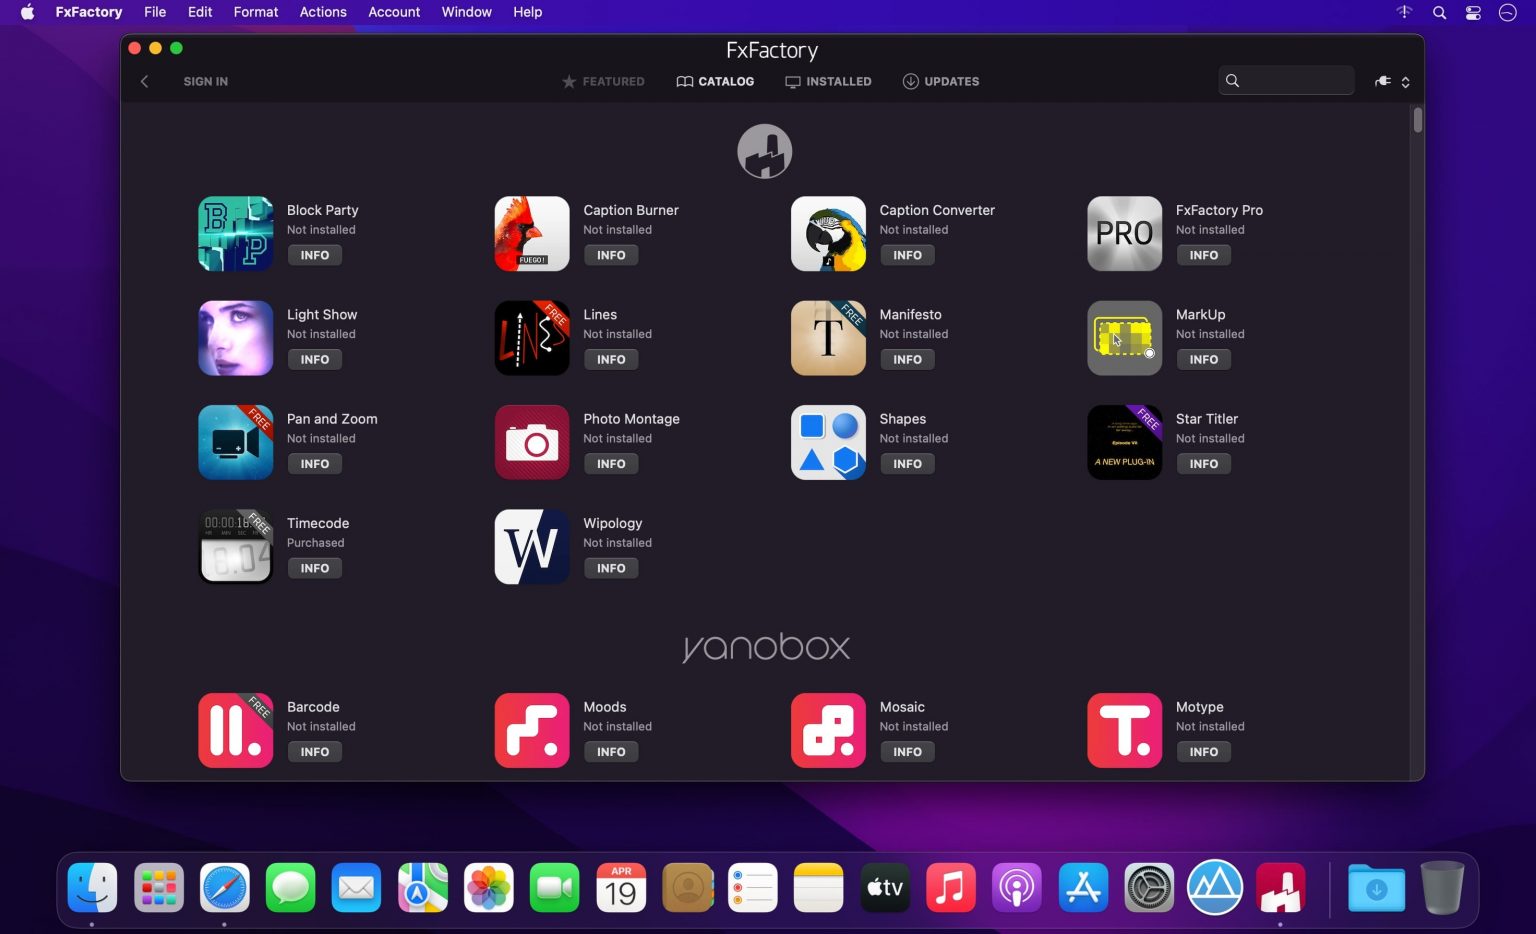 FxFactory File Edit Format Actions Account Window Help
FxFactory
SIGN IN FEATURED CATALOG INSTALLED UPDATES
Block Party
Not installed
INFO
Caption Burner
Not installed
INFO
FUEGO!
Caption Converter
Not installed
INFO
PRO
FxFactory Pro
Not installed
INFO
Light Show
Not installed
INFO
LINES
FREE
Lines
Not installed
INFO
T
FREE
Manifesto
Not installed
INFO
MarkUp
Not installed
INFO
FREE
Pan and Zoom
Not installed
INFO
Photo Montage
Not installed
INFO
Shapes
Not installed
INFO
FREE
Episode VII
A NEW PLUG-IN
Star Titler
Not installed
INFO
FREE
Timecode
Purchased
INFO
W
Wipology
Not installed
INFO
yanobox
FREE
Barcode
Not installed
INFO
Moods
Not installed
INFO
Mosaic
Not installed
INFO
T.
Motype
Not installed
INFO
APR
19
tv